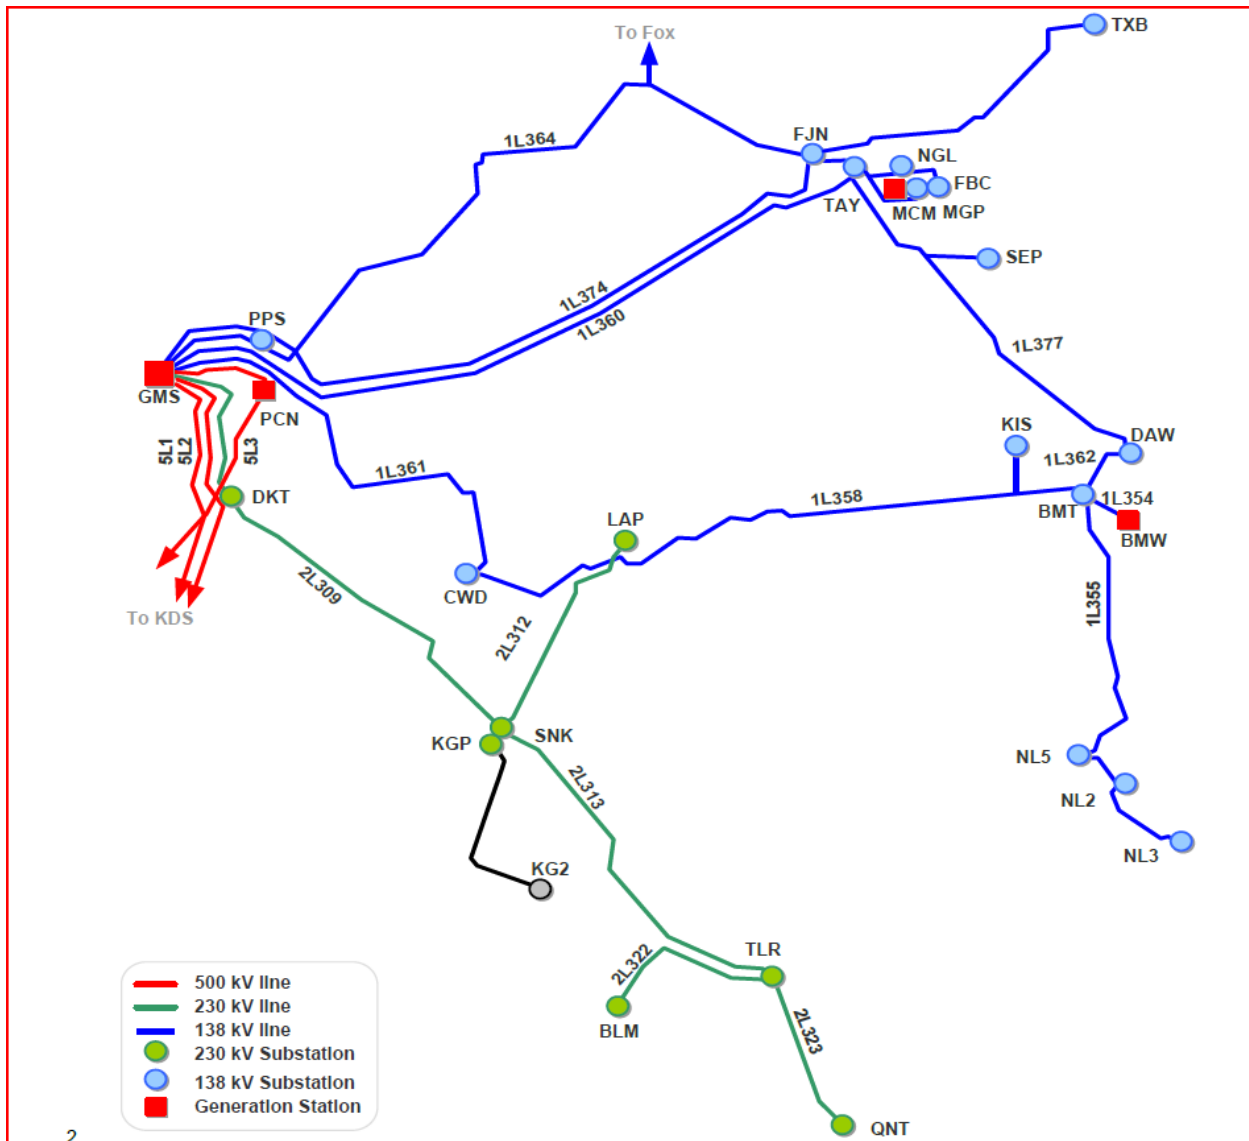 TXB
To Fox
FJN
1L364
NGL
FBC
TAY
MCM MGP
SEP
1L374
PPS
1L360
1L377
GMS
PCN
KIS
DAW
5L1
5L2
5L3
1L361
1L362
1L358
1L354
DKT
BMT
LAP
BMW
2L309
CWD
1L355
To KDS
2L312
KGP
SNK
NL5
2L313
NL2
NL3
KG2
TLR
2L322
500 kV line
230 kV line
BLM
2L323
138 kV line
230 kV Substation
138 kV Substation
Generation Station
QNT
2